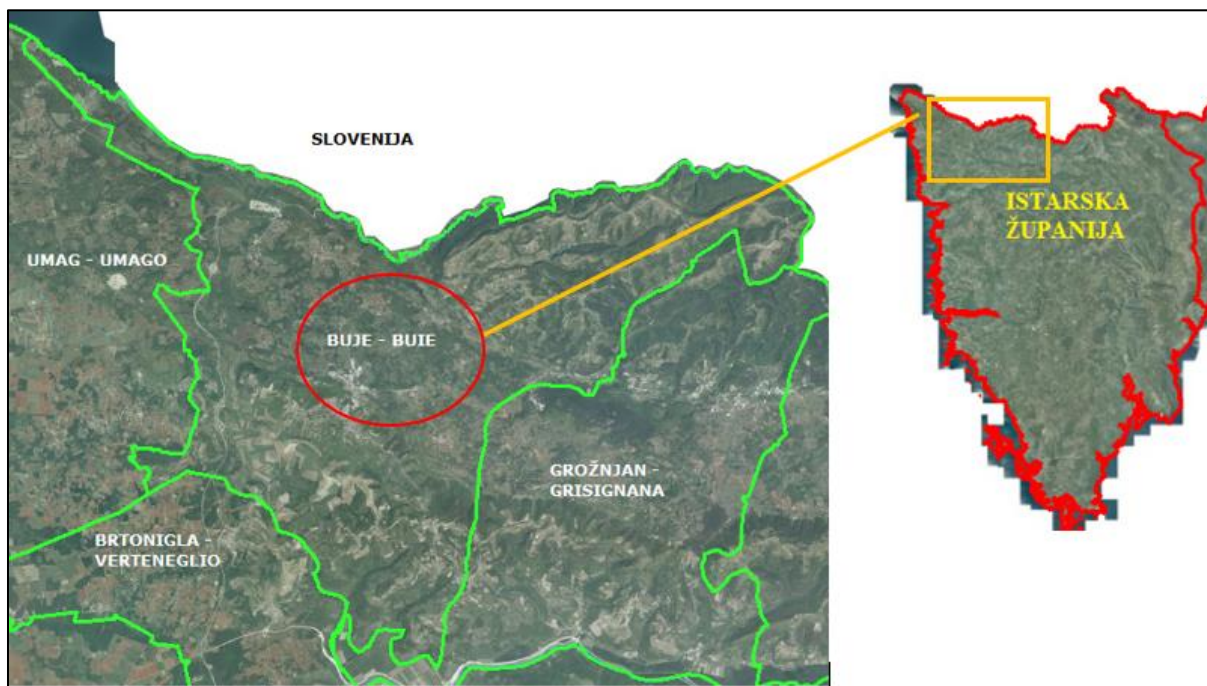 SLOVENIJA
UMAG - UMAGO
BUJE - BUIE
GROŽNJAN -
GRISIGNANA
BRTONIGLA -
VERTENEGLIO
ISTARSKA
ŽUPANIJA